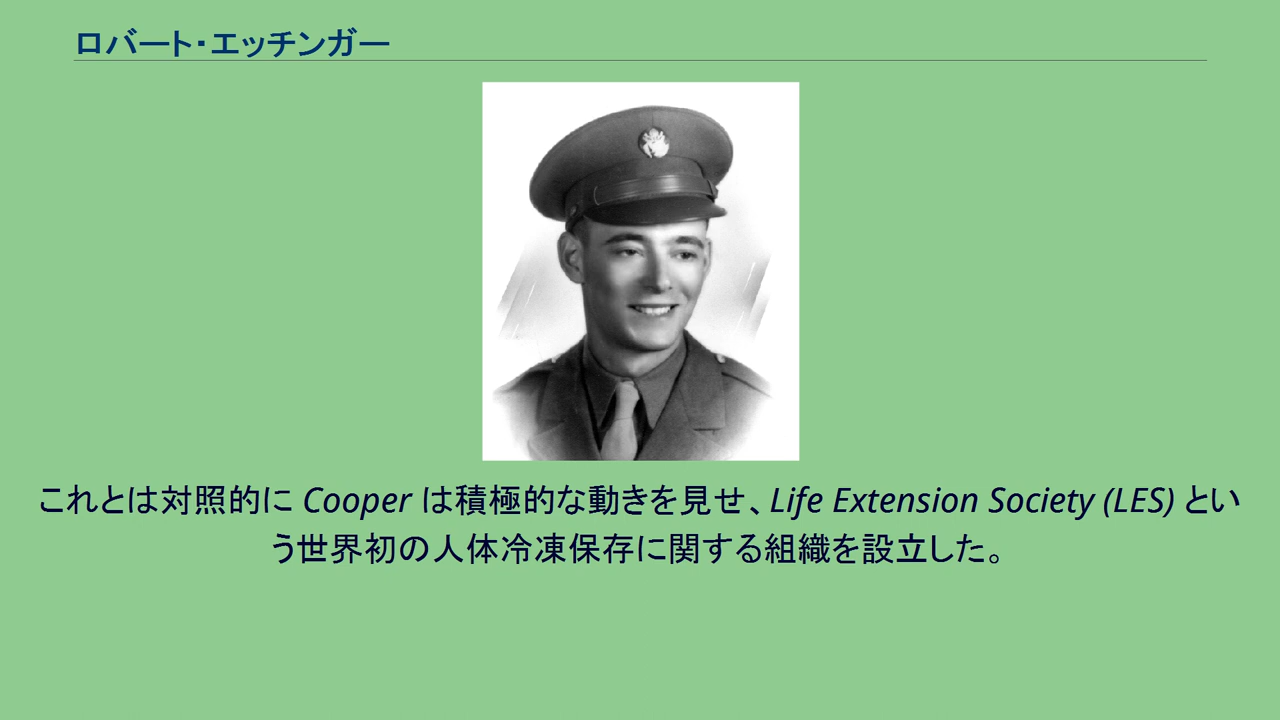 ロバート・エッチンガー
これとは対照的に Cooper は積極的な動きを見せ、Life Extension Society (LES) とい
う世界初の人体冷凍保存に関する組織を設立した。